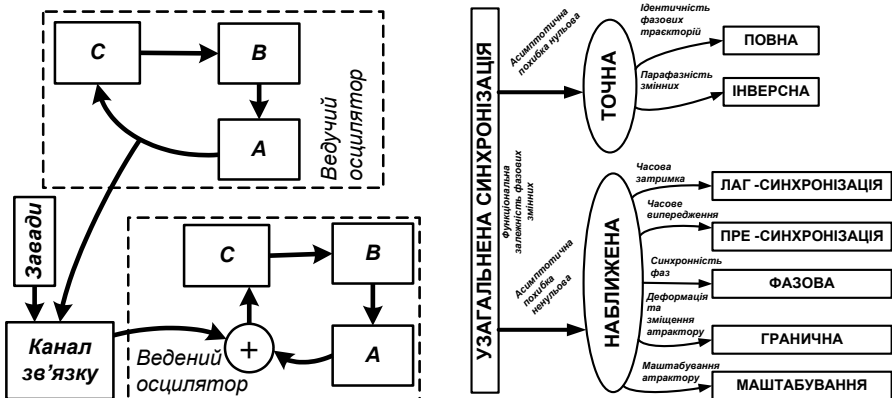 C
B
A
Ведучий
осцилятор
Завади
Канал
зв’язку
C
B
A
+
Ведений
осцилятор
УЗАГАЛЬНЕНА СИНХРОНІЗАЦІЯ
Функціональна
залежність фазових
змінних
Асимптотична
похибка нульова
ТОЧНА
Ідентичність
фазових
траєкторій
ПОВНА
Парафазність
змінних
ІНВЕРСНА
Асимптотична
похибка
ненульова
НАБЛИЖЕНА
Часова
затримка
ЛАГ -СИНХРОНІЗАЦІЯ
Часове
випередження
ПРЕ -СИНХРОНІЗАЦІЯ
Синхронність
фаз
ФАЗОВА
Деформація
та
зміщення
атрактору
ГРАНИЧНА
Маштабування
атрактору
МАШТАБУВАННЯ